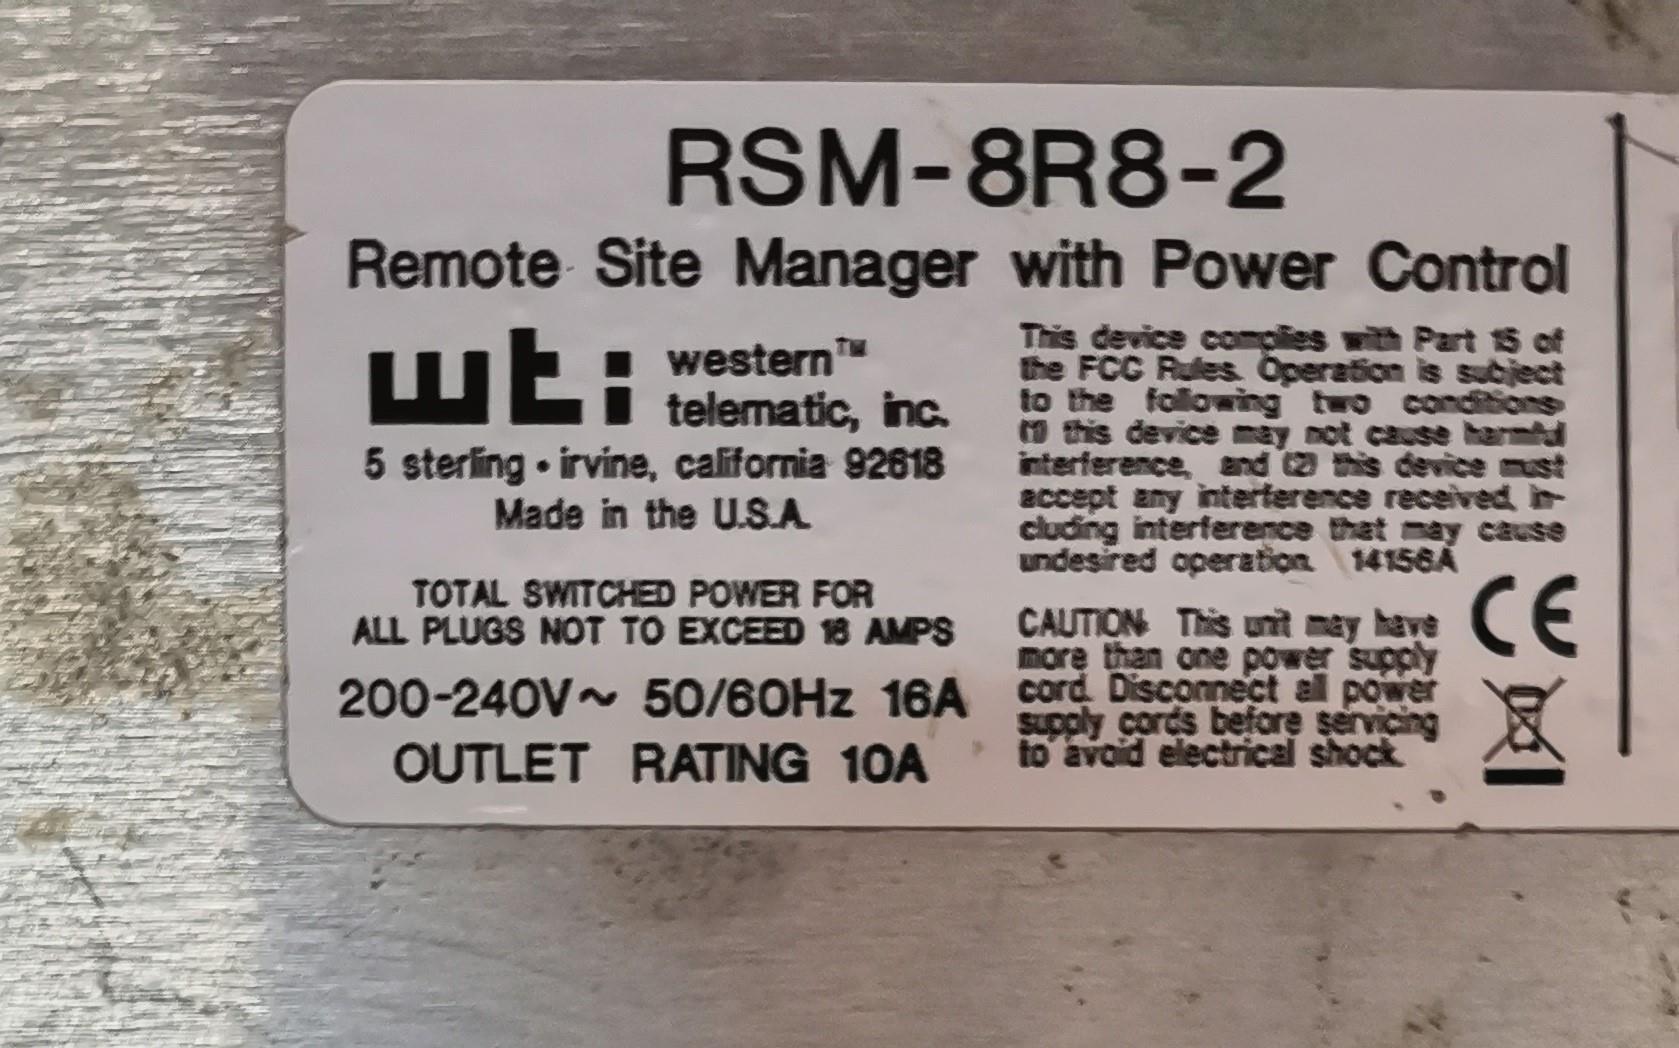 RSM-8R8-2
Remote Site Manager with Power Control
wti western™
telematic, inc.
5 sterling • irvine, california 92618
Made in the U.S.A.
TOTAL SWITCHED POWER FOR
ALL PLUGS NOT TO EXCEED 16 AMPS
200-240V~ 50/60Hz 16A
OUTLET RATING 10A
This device complies with Part 15 of
the FCC Rules. Operation is subject
to the following two conditions:
(1) this device may not cause harmful
interference, and (2) this device must
accept any interference received, in-
cluding interference that may cause
undesired operation. 14156A
CAUTION: This unit may have
more than one power supply
cord. Disconnect all power
supply cords before servicing
to avoid electrical shock.
CE